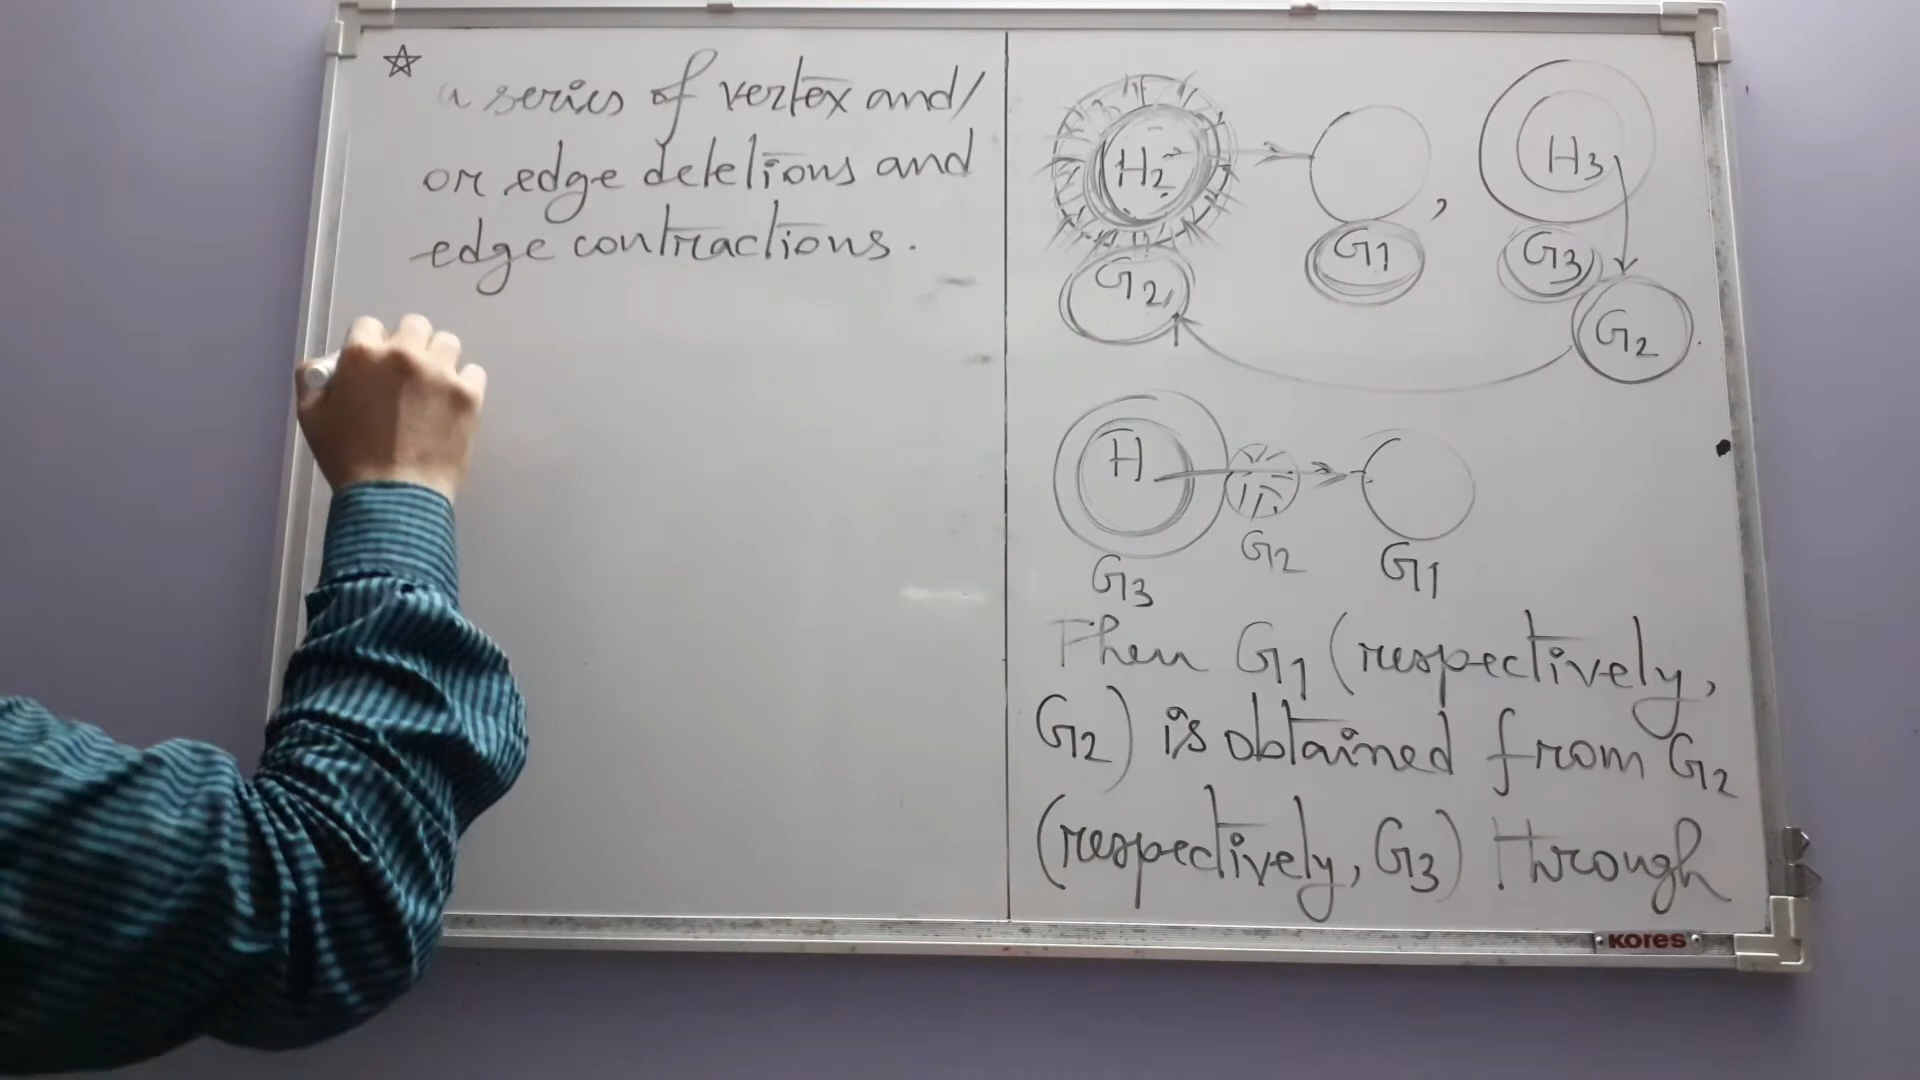 a series of vertex and/
or edge deletions and
edge contractions.
H2
G2
G1
,
H3
G3
G2
H
G3
G2
G1
Then G1 (respectively,
G2) is obtained from G2
(respectively, G3) through
KORES